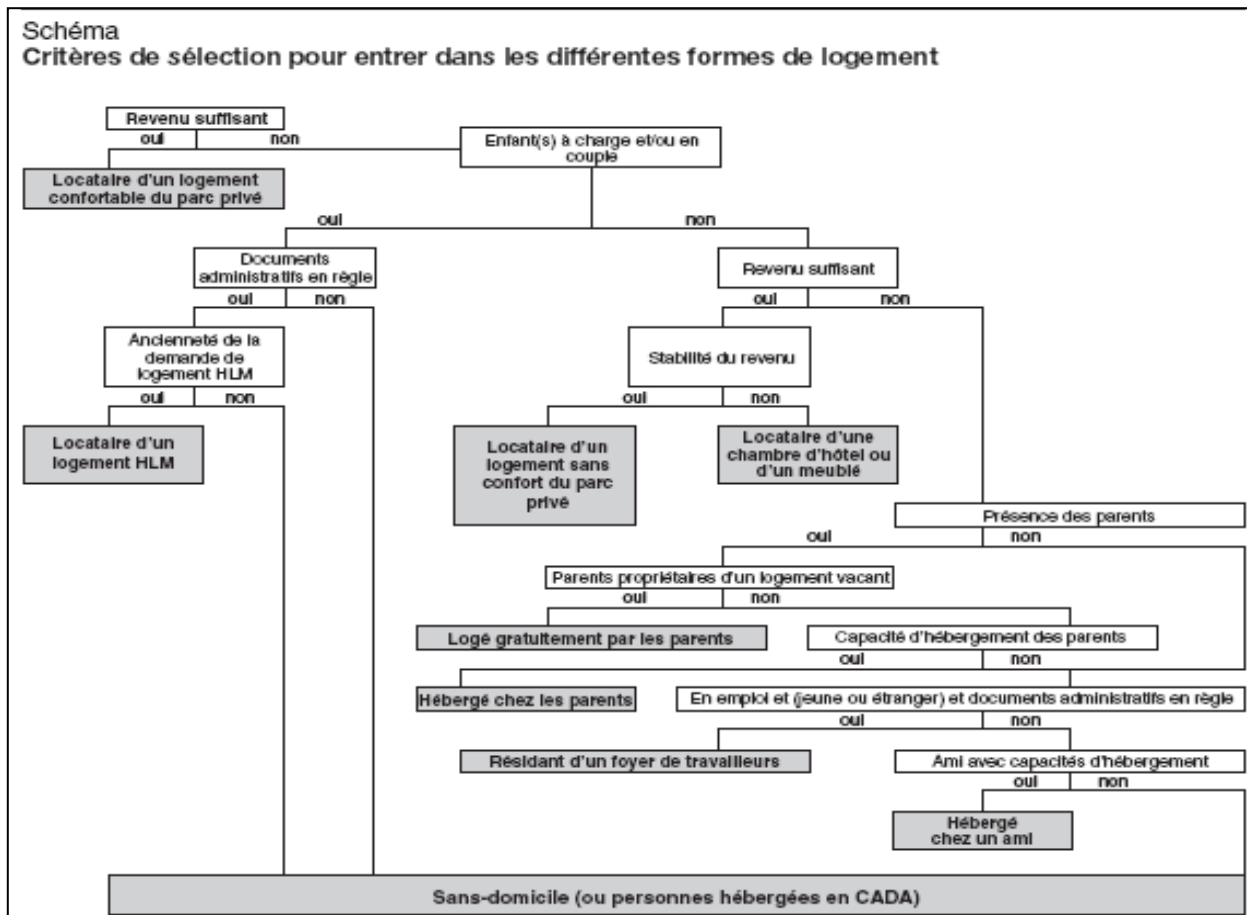 Schéma
Critères de sélection pour entrer dans les différentes formes de logement
Revenu suffisant
oui non
Enfant(s) à charge et/ou en
couple
Locataire d'un logement
confortable du parc privé
oui non
Documents
administratifs en règle
Revenu suffisant
oui non
oui non
Ancienneté de la
demande de
logement HLM
Stabilité du revenu
oui non
oui non
Locataire d'un
logement HLM
Locataire d'un
logement sans
confort du parc
privé
Locataire d'une
chambre d'hôtel ou
d'un meublé
Présence des parents
oui non
Parents propriétaires d'un logement vacant
oui non
Logé gratuitement par les parents
Capacité d'hébergement des parents
oui non
Hébergé chez les parents
En emploi et (jeune ou étranger) et documents administratifs en règle
oui non
Résidant d'un foyer de travailleurs
Ami avec capacités d'hébergement
oui non
Hébergé
chez un ami
Sans-domicile (ou personnes hébergées en CADA)